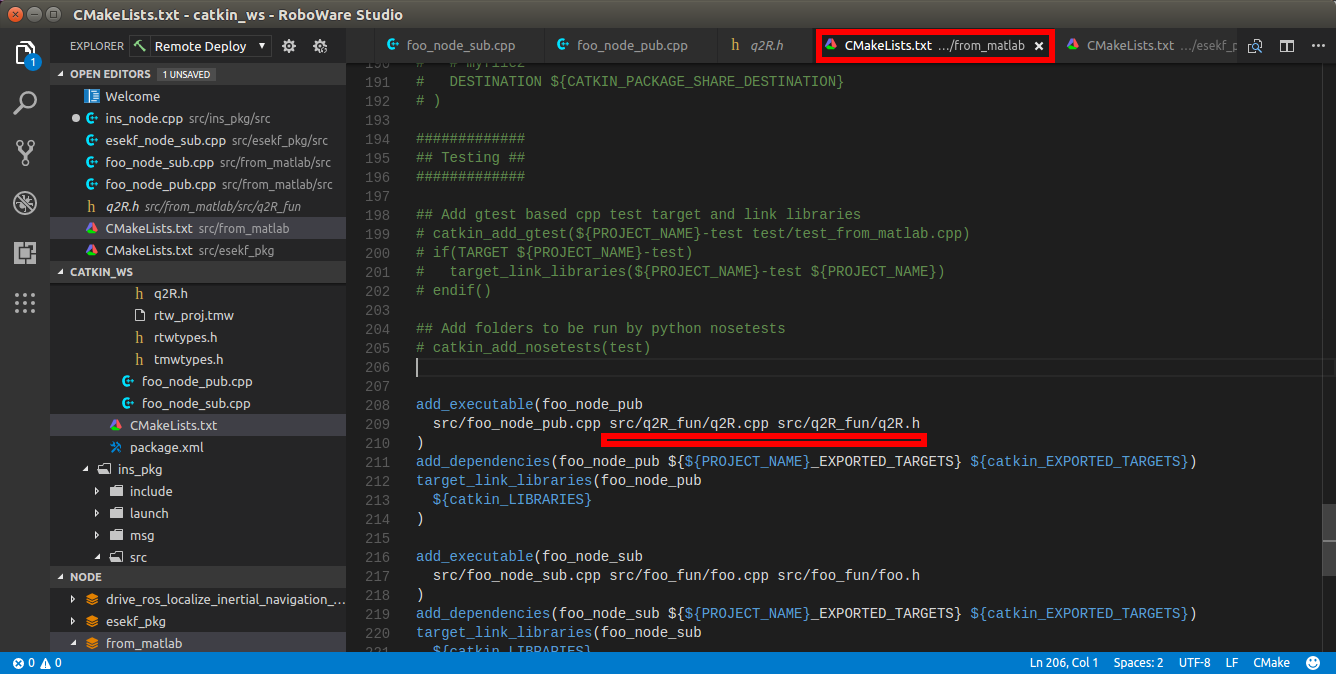 CMakeLists.txt - catkin_ws - RoboWare Studio
EXPLORER Remote Deploy
1
OPEN EDITORS 1 UNSAVED
Welcome
ins_node.cpp src/ins_pkg/src
esekf_node_sub.cpp src/esekf_pkg/src
foo_node_sub.cpp src/from_matlab/src
foo_node_pub.cpp src/from_matlab/src
h q2R.h src/from_matlab/src/q2R_fun
CMakeLists.txt src/from_matlab
CMakeLists.txt src/esekf_pkg
CATKIN_WS
h q2R.h
rtw_proj.tmw
h rtwtypes.h
h tmwtypes.h
foo_node_pub.cpp
foo_node_sub.cpp
CMakeLists.txt
package.xml
ins_pkg
include
launch
msg
src
NODE
drive_ros_localize_inertial_navigation_...
esekf_pkg
from_matlab
foo_node_sub.cpp foo_node_pub.cpp h q2R.h CMakeLists.txt .../from_matlab × CMakeLists.txt .../esekf_p
190 #   # myfile2
191 #   DESTINATION ${CATKIN_PACKAGE_SHARE_DESTINATION}
192 # )
193
194 #############
195 ## Testing ##
196 #############
197
198 ## Add gtest based cpp test target and link libraries
199 # catkin_add_gtest(${PROJECT_NAME}-test test/test_from_matlab.cpp)
200 # if(TARGET ${PROJECT_NAME}-test)
201 #   target_link_libraries(${PROJECT_NAME}-test ${PROJECT_NAME})
202 # endif()
203
204 ## Add folders to be run by python nosetests
205 # catkin_add_nosetests(test)
206
207
208 add_executable(foo_node_pub
209   src/foo_node_pub.cpp src/q2R_fun/q2R.cpp src/q2R_fun/q2R.h
210 )
211 add_dependencies(foo_node_pub ${${PROJECT_NAME}_EXPORTED_TARGETS} ${catkin_EXPORTED_TARGETS})
212 target_link_libraries(foo_node_pub
213   ${catkin_LIBRARIES}
214 )
215
216 add_executable(foo_node_sub
217   src/foo_node_sub.cpp src/foo_fun/foo.cpp src/foo_fun/foo.h
218 )
219 add_dependencies(foo_node_sub ${${PROJECT_NAME}_EXPORTED_TARGETS} ${catkin_EXPORTED_TARGETS})
220 target_link_libraries(foo_node_sub
221   ${catkin_LIBRARIES}
0 0 Ln 206, Col 1 Spaces: 2 UTF-8 LF CMake